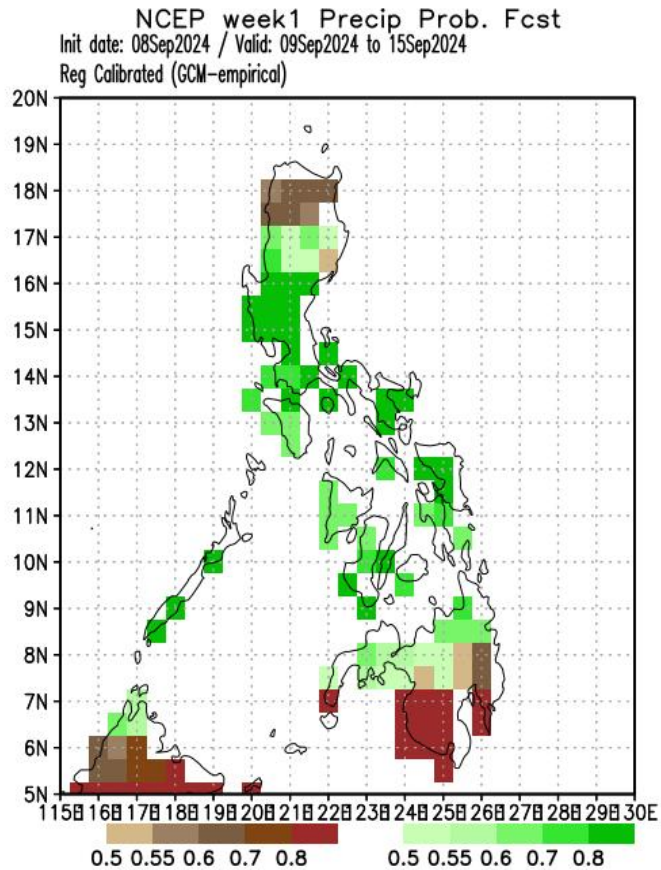 NCEP week1 Precip Prob. Fcst
Init date: 08Sep2024 / Valid: 09Sep2024 to 15Sep2024
Reg Calibrated (GCM-empirical)
20N
19N
18N
17N
16N
15N
14N
13N
12N
11N
10N
9N
8N
7N
6N
5N
115E 116E 117E 118E 119E 120E 121E 122E 123E 124E 125E 126E 127E 128E 129E 130E
0.5 0.55 0.6 0.7 0.8 0.5 0.55 0.6 0.7 0.8